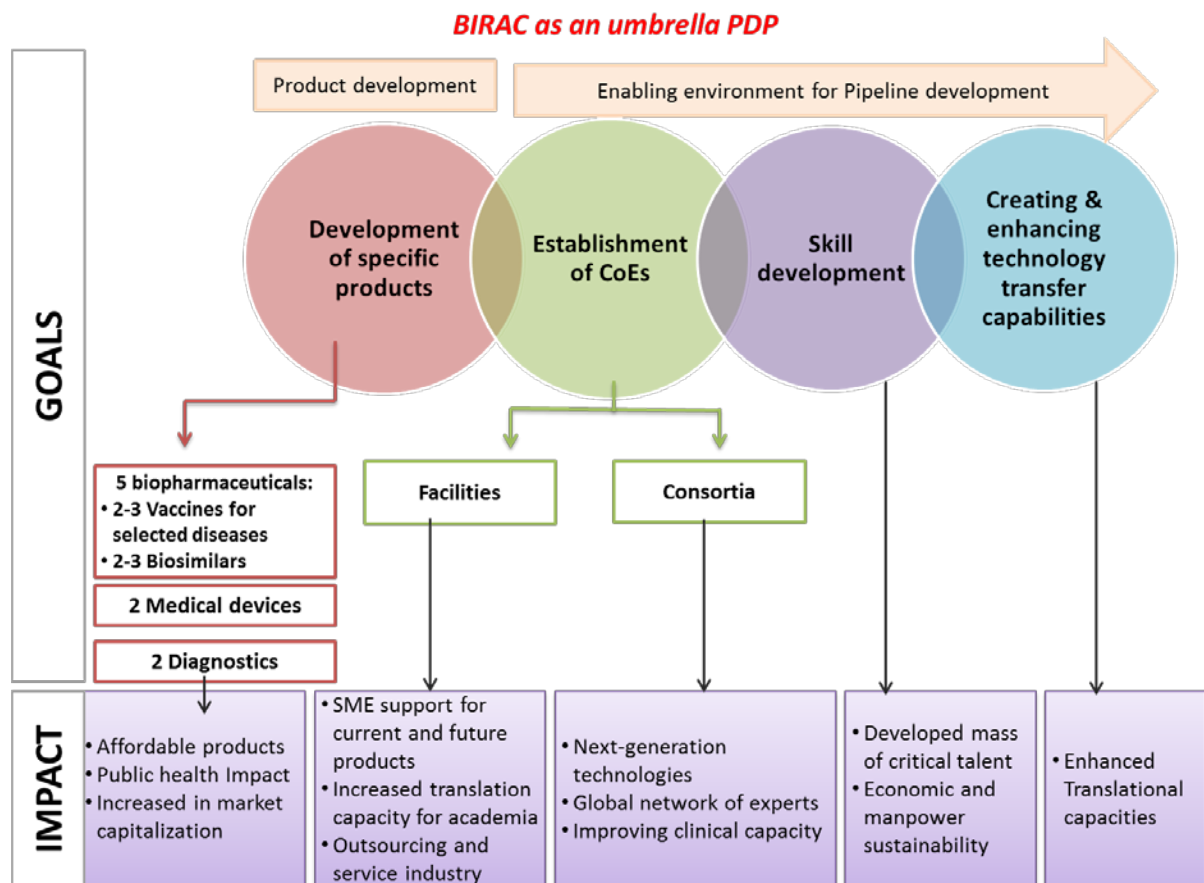 BIRAC as an umbrella PDP
Product development
Enabling environment for Pipeline development
GOALS
Development
of specific
products
Establishment
of CoEs
Skill
development
Creating &
enhancing
technology
transfer
capabilities
5 biopharmaceuticals:
• 2-3 Vaccines for
selected diseases
• 2-3 Biosimilars
2 Medical devices
2 Diagnostics
Facilities
Consortia
IMPACT
• Affordable products
• Public health Impact
• Increased in market
capitalization
• SME support for
current and future
products
• Increased translation
capacity for academia
• Outsourcing and
service industry
• Next-generation
technologies
• Global network of experts
• Improving clinical capacity
• Developed mass
of critical talent
• Economic and
manpower
sustainability
• Enhanced
Translational
capacities